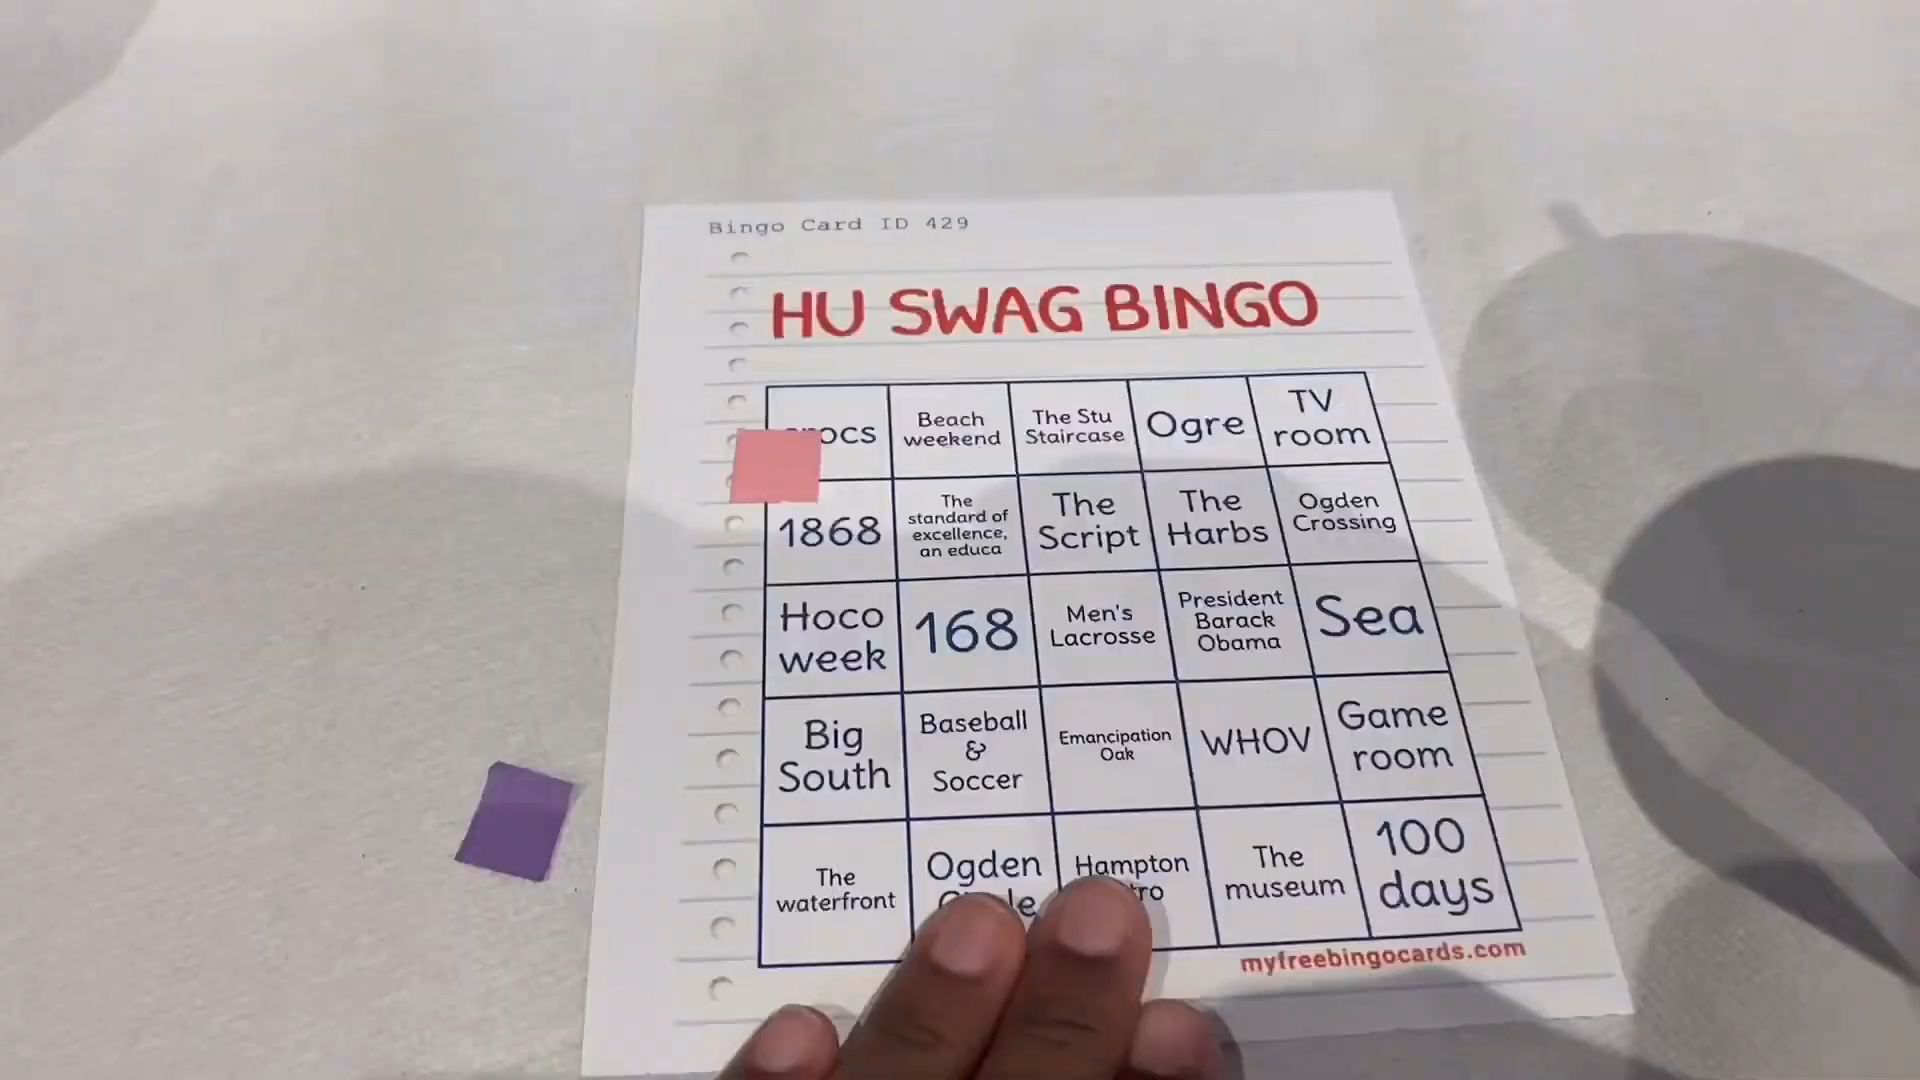 Bingo Card ID 429
HU SWAG BINGO
Beach
weekend
The Stu
Staircase
Ogre
TV
room
1868
The
standard of
excellence,
an educa
The
Script
The
Harbs
Ogden
Crossing
Hoco
week
168
Men's
Lacrosse
President
Barack
Obama
Sea
Big
South
Baseball
&
Soccer
Emancipation
Oak
WHOV
Game
room
The
waterfront
Ogden
Hampton
The
museum
100
days
myfreebingocards.com